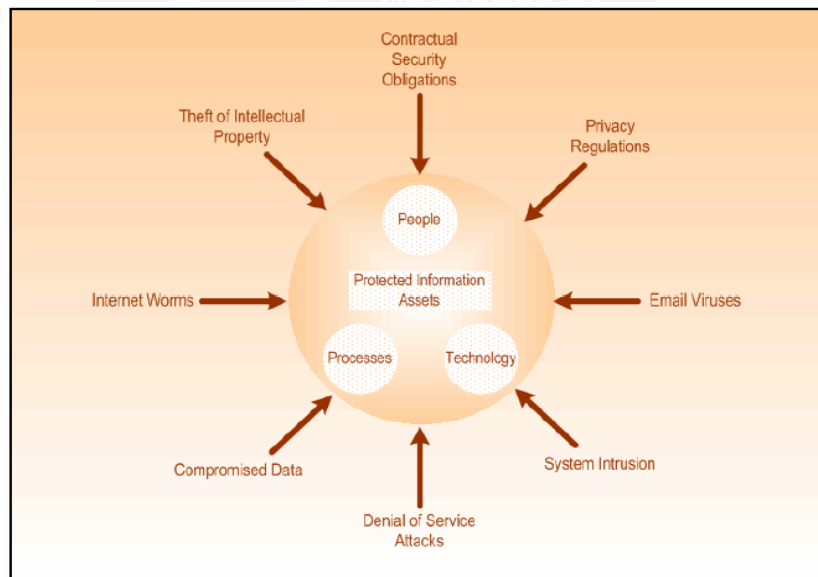 Contractual
Security
Obligations
Theft of Intellectual
Property
Privacy
Regulations
People
Protected Information
Assets
Internet Worms
Email Viruses
Processes
Technology
Compromised Data
System Intrusion
Denial of Service
Attacks